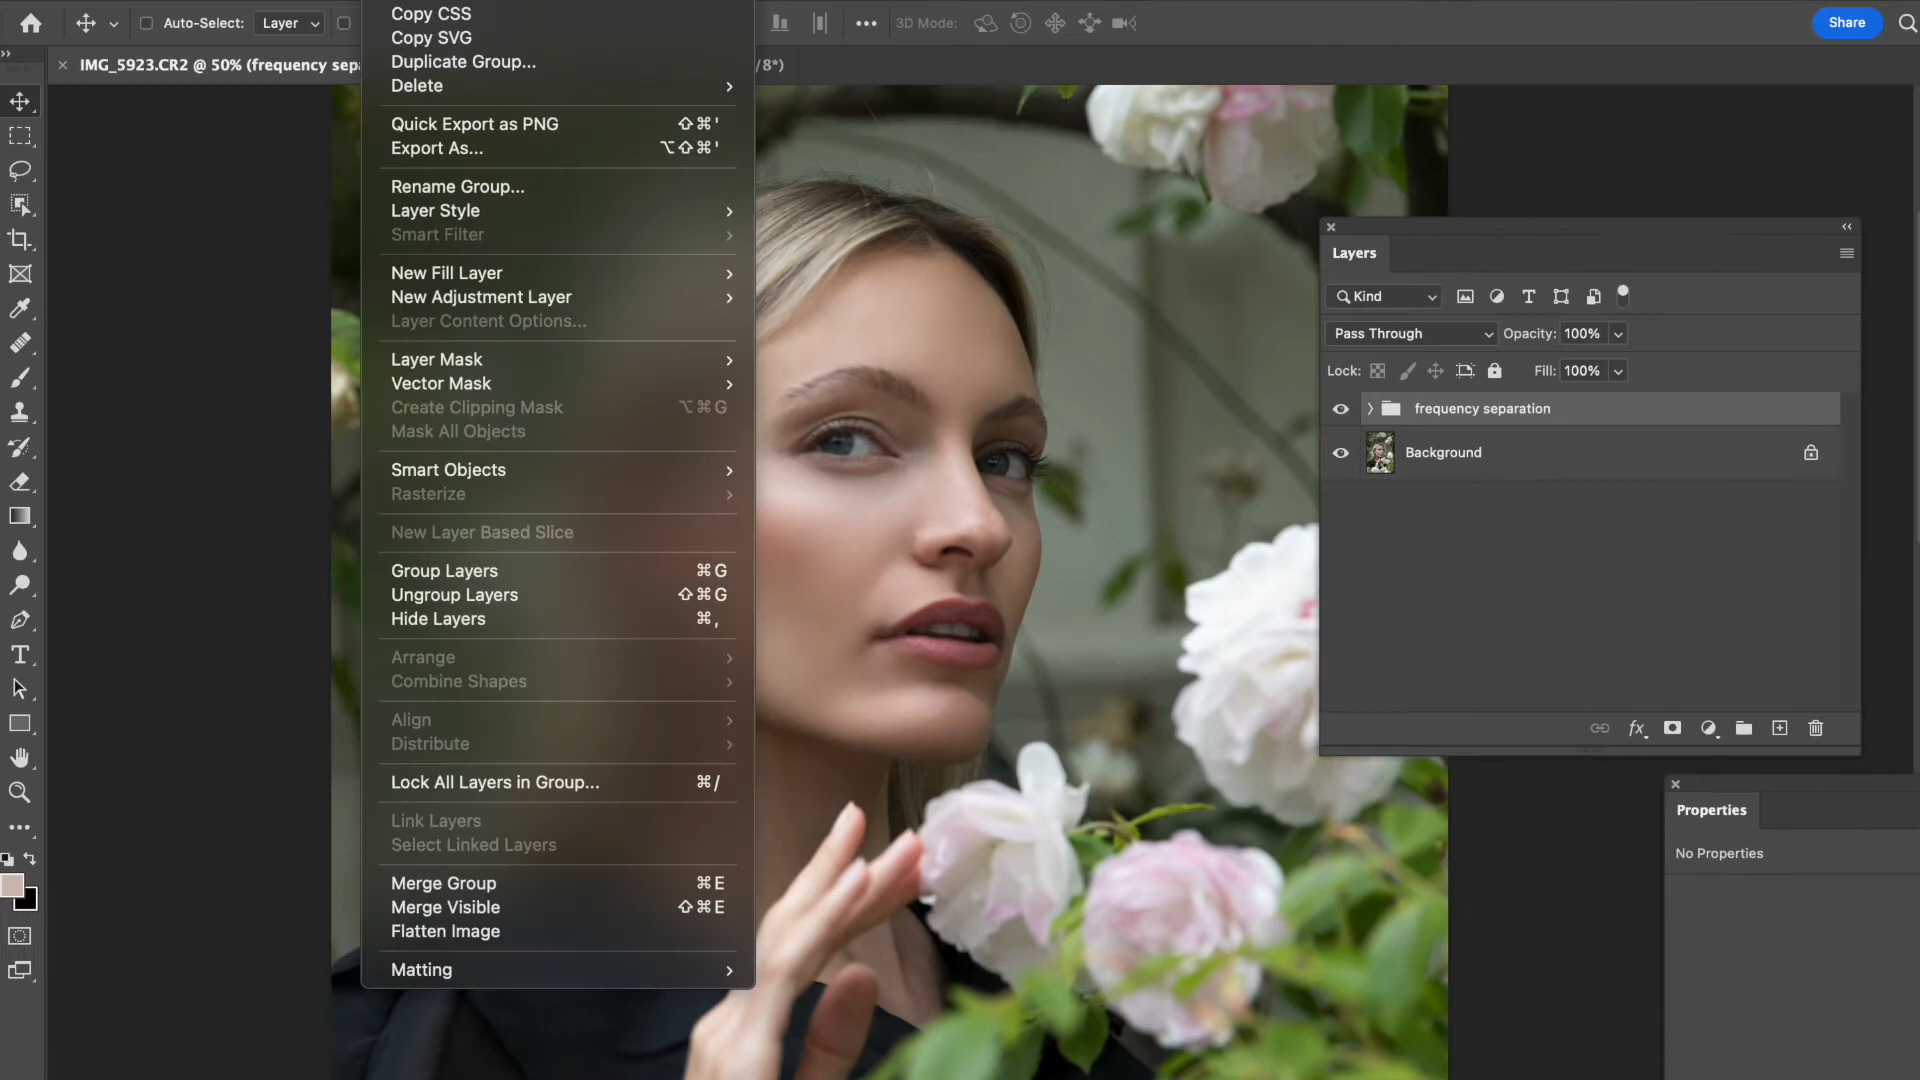 Auto-Select:
Layer
3D Mode:
Share
IMG_5923.CR2 @ 50% (frequency sep
/8*)
Copy CSS
Copy SVG
Duplicate Group...
Delete
Quick Export as PNG ⇧⌘'
Export As... ⌥⇧⌘'
Rename Group...
Layer Style
Smart Filter
New Fill Layer
New Adjustment Layer
Layer Content Options...
Layer Mask
Vector Mask
Create Clipping Mask ⌥⌘G
Mask All Objects
Smart Objects
Rasterize
New Layer Based Slice
Group Layers ⌘G
Ungroup Layers ⇧⌘G
Hide Layers ⌘,
Arrange
Combine Shapes
Align
Distribute
Lock All Layers in Group... ⌘/
Link Layers
Select Linked Layers
Merge Group ⌘E
Merge Visible ⇧⌘E
Flatten Image
Matting
Layers
Kind
Pass Through Opacity: 100%
Lock: Fill: 100%
frequency separation
Background
fx
Properties
No Properties